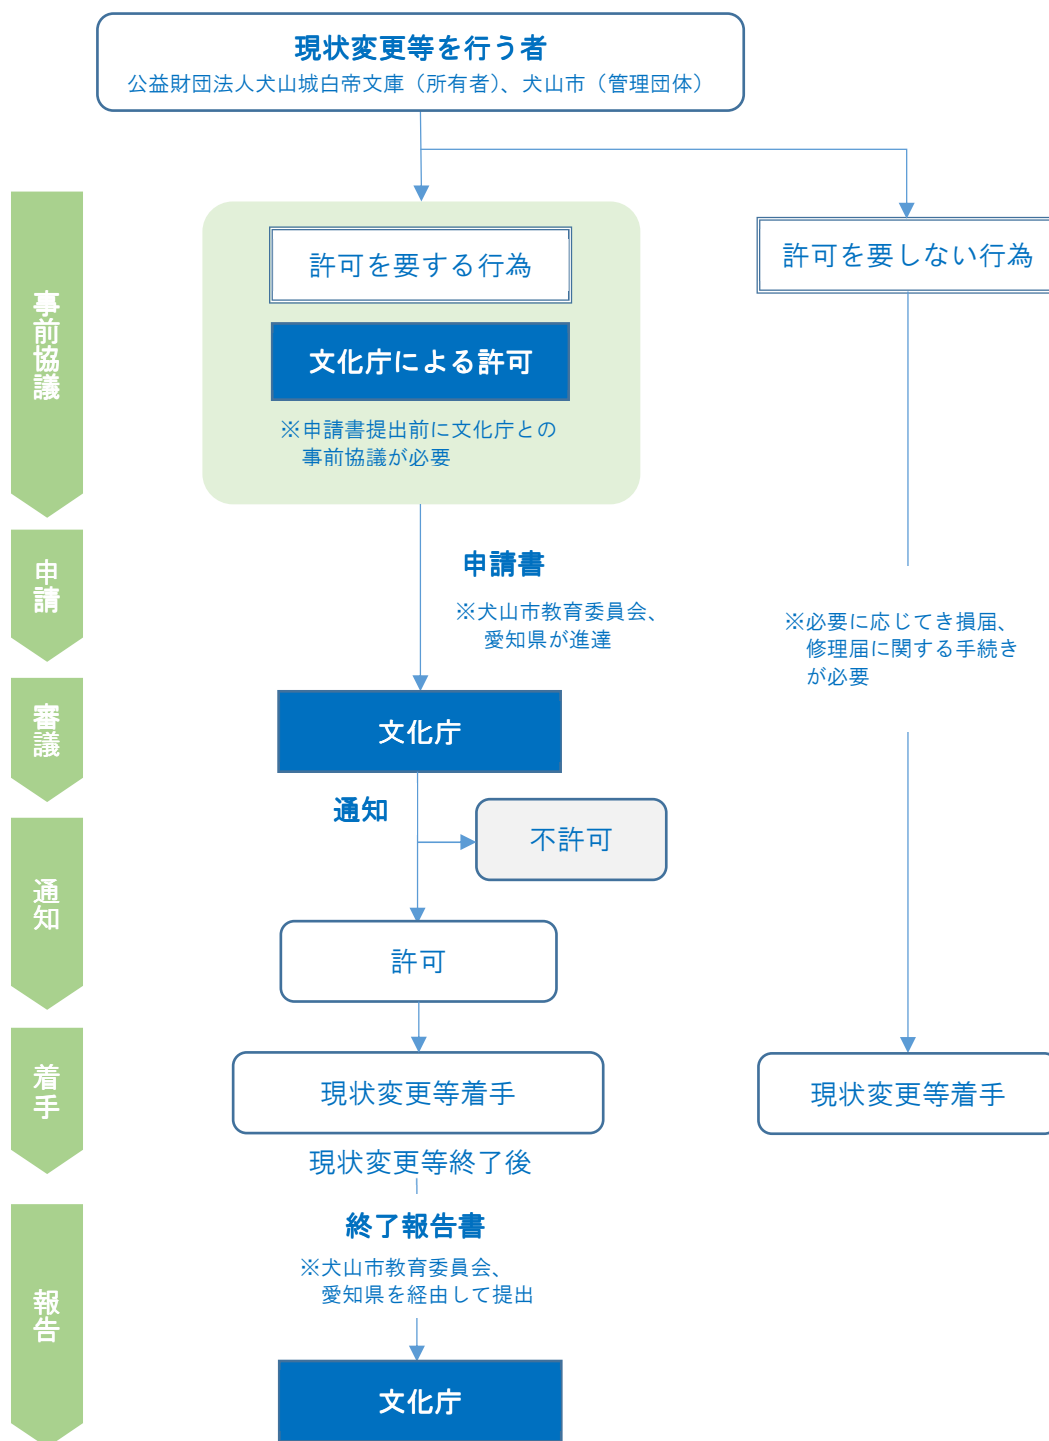 現状変更等を行う者
公益財団法人犬山城白帝文庫（所有者）、犬山市（管理団体）
事前協議
許可を要する行為
文化庁による許可
※申請書提出前に文化庁との
事前協議が必要
許可を要しない行為
申請
申請書
※犬山市教育委員会、
愛知県が進達
※必要に応じてき損届、
修理届に関する手続き
が必要
審議
文化庁
通知
通知
不許可
許可
着手
現状変更等着手
現状変更等着手
現状変更等終了後
報告
終了報告書
※犬山市教育委員会、
愛知県を経由して提出
文化庁